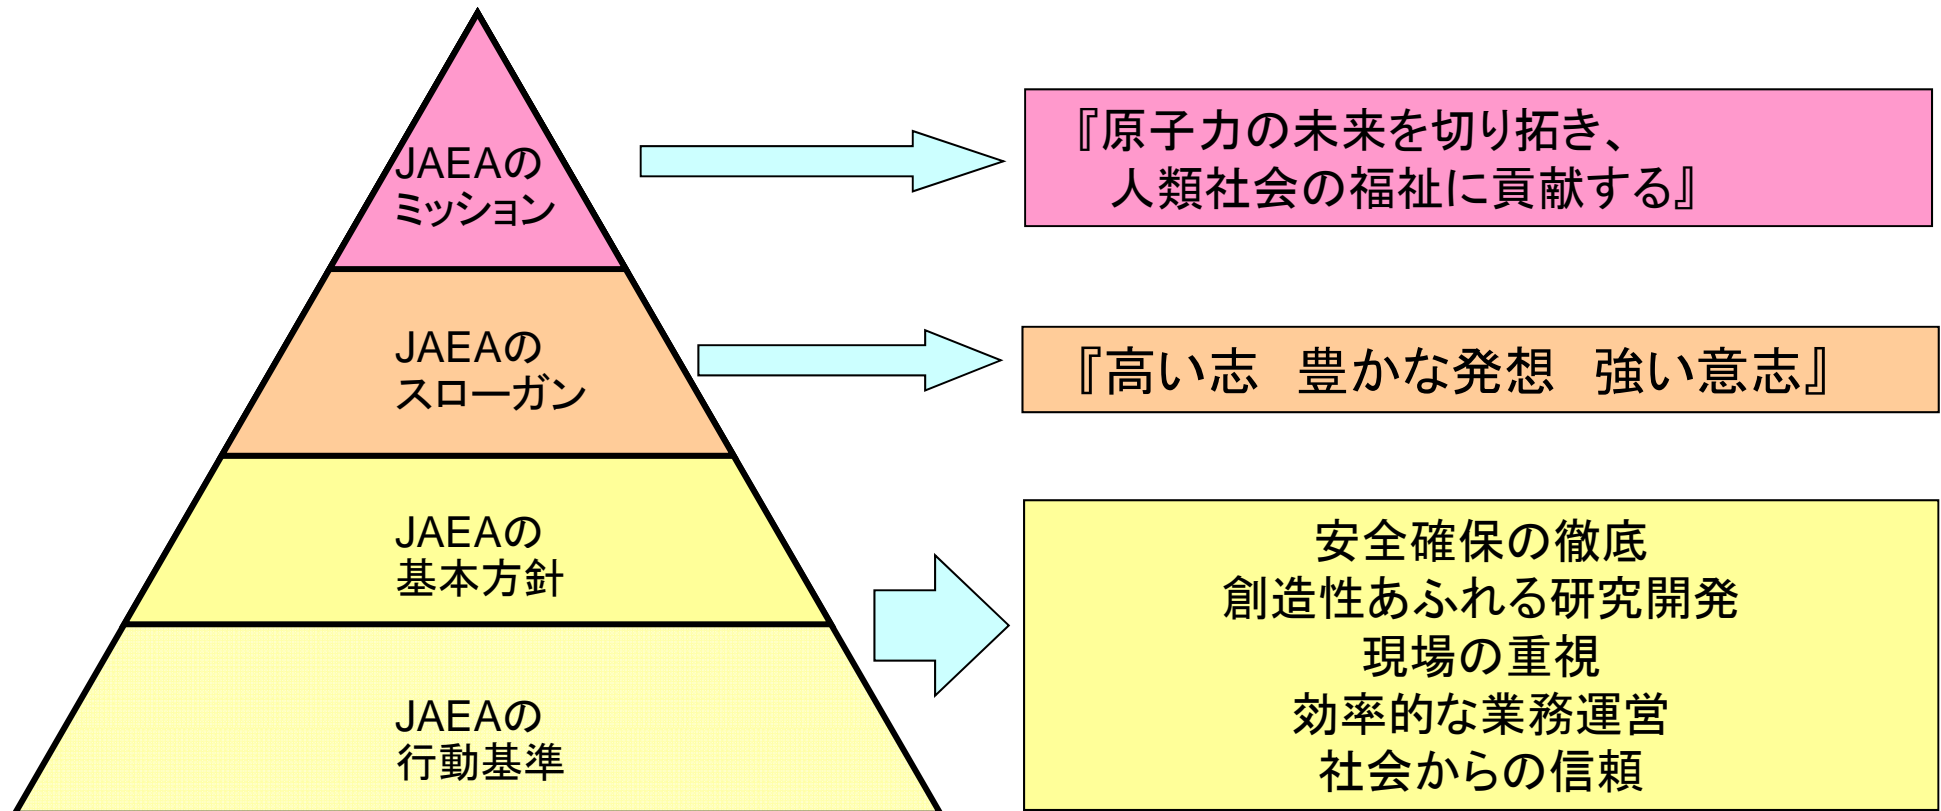 JAEAの
ミッション
『原子力の未来を切り拓き、
人類社会の福祉に貢献する』
JAEAの
スローガン
『高い志　豊かな発想　強い意志』
JAEAの
基本方針
JAEAの
行動基準
安全確保の徹底
創造性あふれる研究開発
現場の重視
効率的な業務運営
社会からの信頼